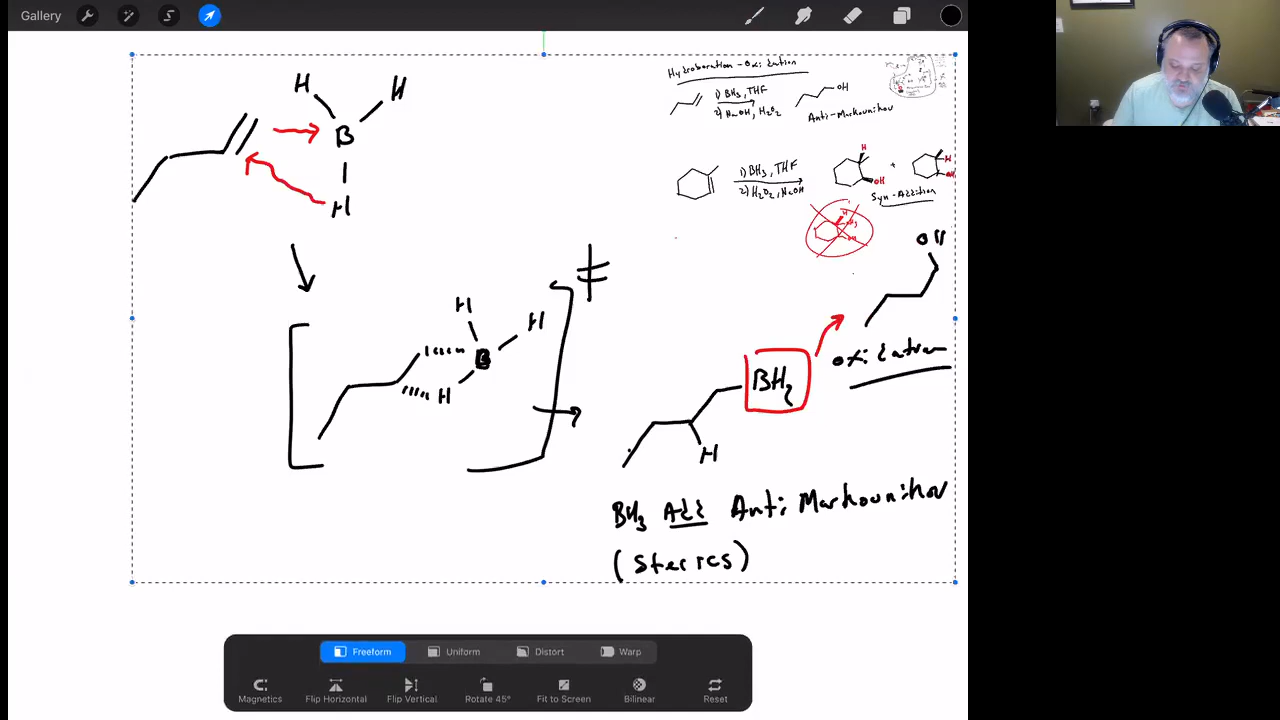 Gallery
S
Hydroboration-Oxidation
1) BH3, THF
2) NaOH, H2O2
OH
Anti-Markovnikov
1) BH3, THF
2) H2O2, NaOH
H
OH
+
H
OH
Syn-Addition
H
H
B
H
H
H
B
H
‡
OH
Oxidation
BH2
H
BH3 Add Anti Markovnikov
(Sterics)
Freeform
Uniform
Distort
Warp
Magnetics
Flip Horizontal
Flip Vertical
Rotate 45°
Fit to Screen
Bilinear
Reset